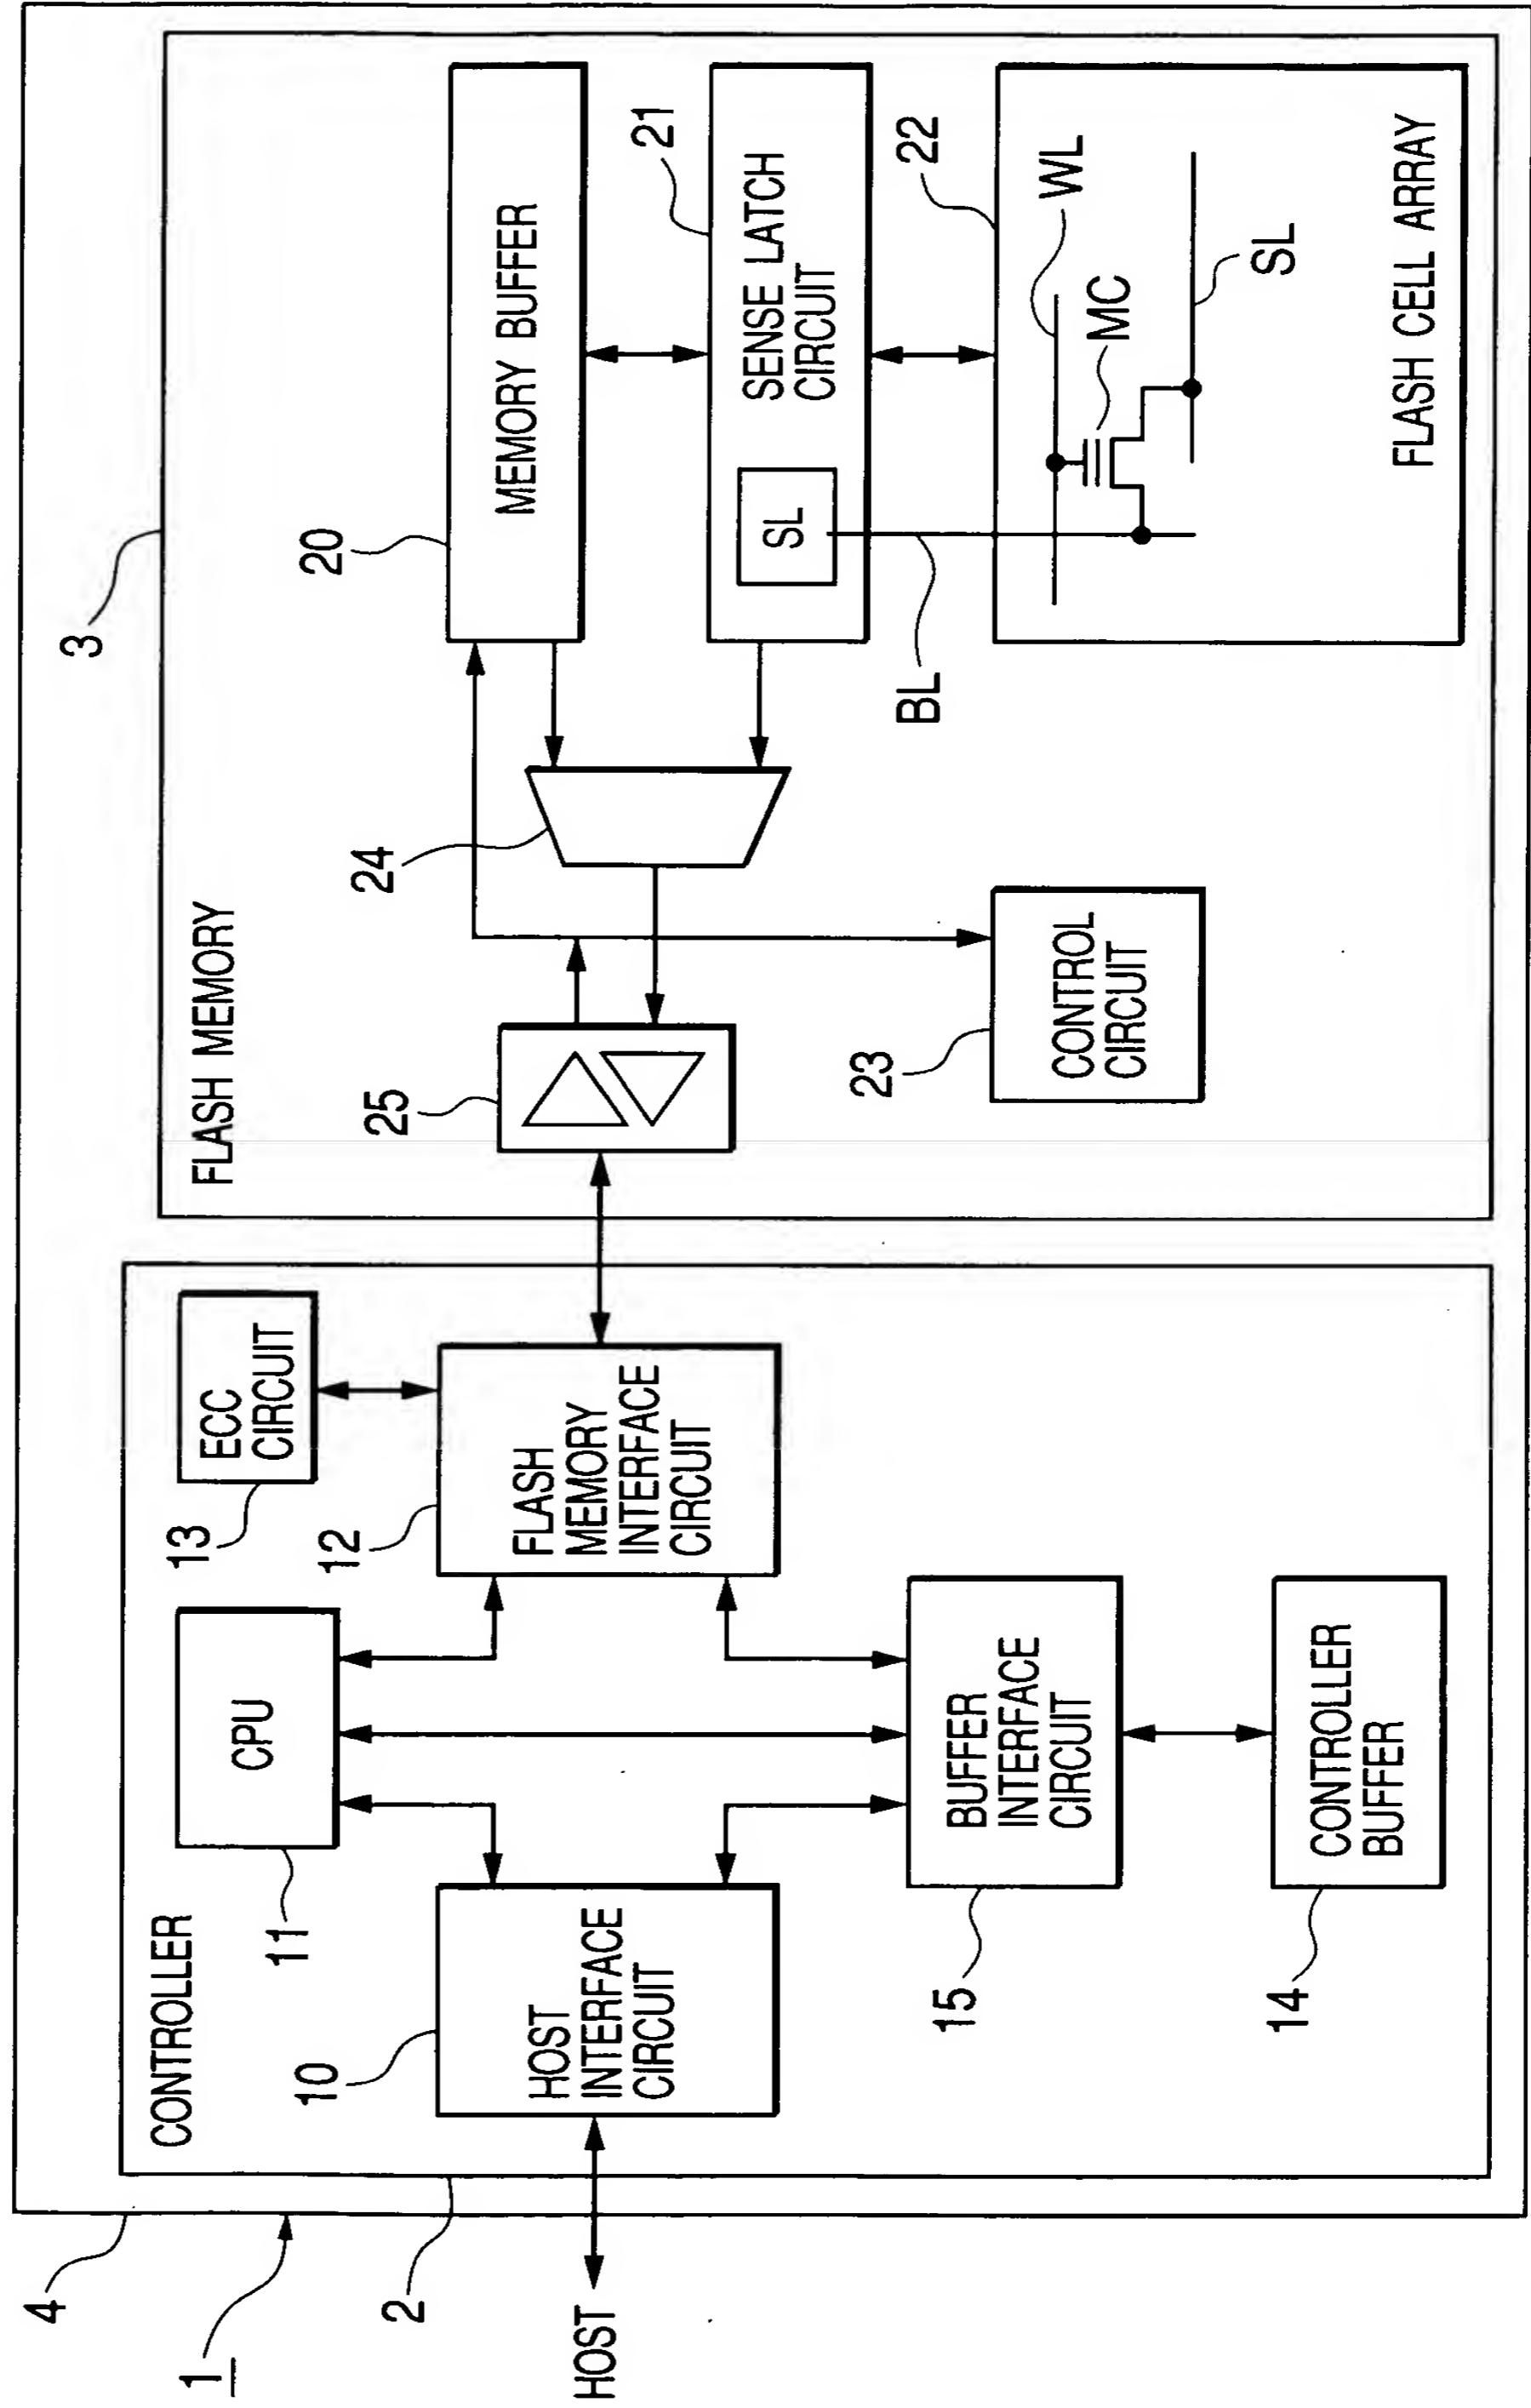 1
4
2
HOST
CONTROLLER
10
HOST
INTERFACE
CIRCUIT
11
CPU
13
ECC
CIRCUIT
12
FLASH
MEMORY
INTERFACE
CIRCUIT
15
BUFFER
INTERFACE
CIRCUIT
14
CONTROLLER
BUFFER
3
FLASH MEMORY
25
24
20
MEMORY BUFFER
21
SENSE LATCH
CIRCUIT
SL
BL
22
WL
MC
SL
FLASH CELL ARRAY
23
CONTROL
CIRCUIT